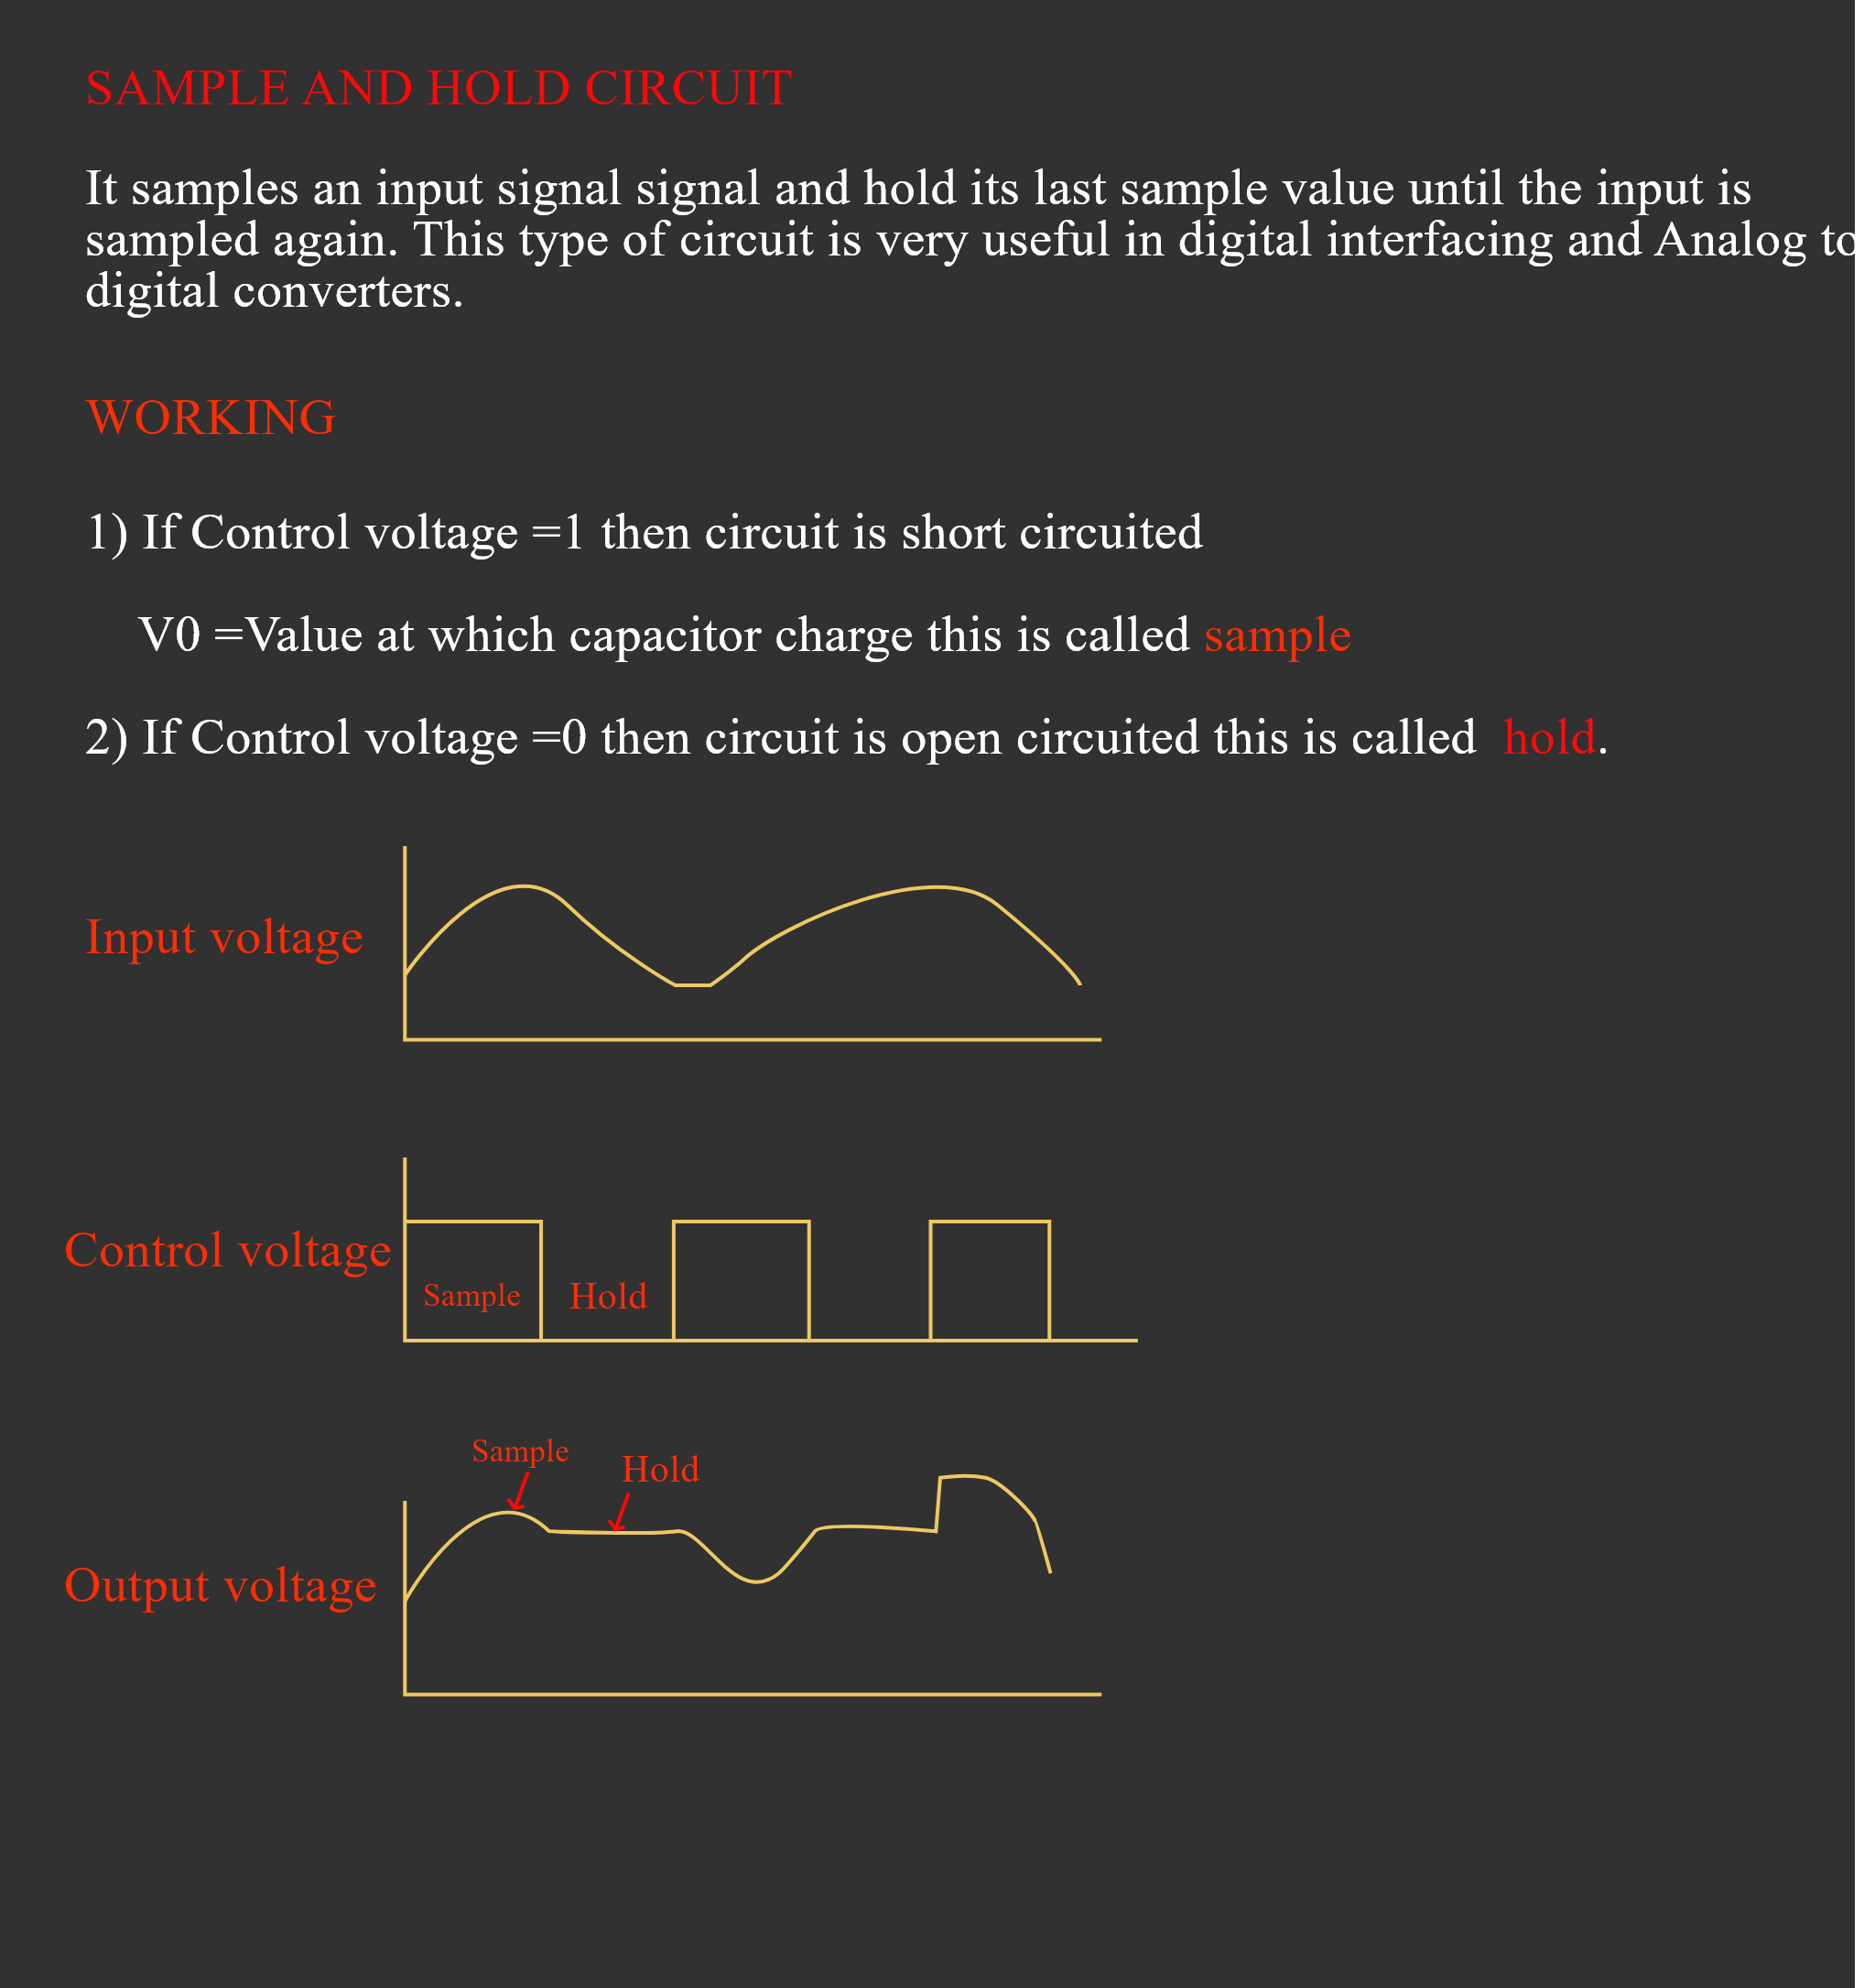 SAMPLE AND HOLD CIRCUIT
It samples an input signal signal and hold its last sample value until the input is
sampled again. This type of circuit is very useful in digital interfacing and Analog to
digital converters.
WORKING
1) If Control voltage =1 then circuit is short circuited
V0 =Value at which capacitor charge this is called sample
2) If Control voltage =0 then circuit is open circuited this is called hold.
Input voltage
Control voltage
Sample
Hold
Sample
Hold
Output voltage